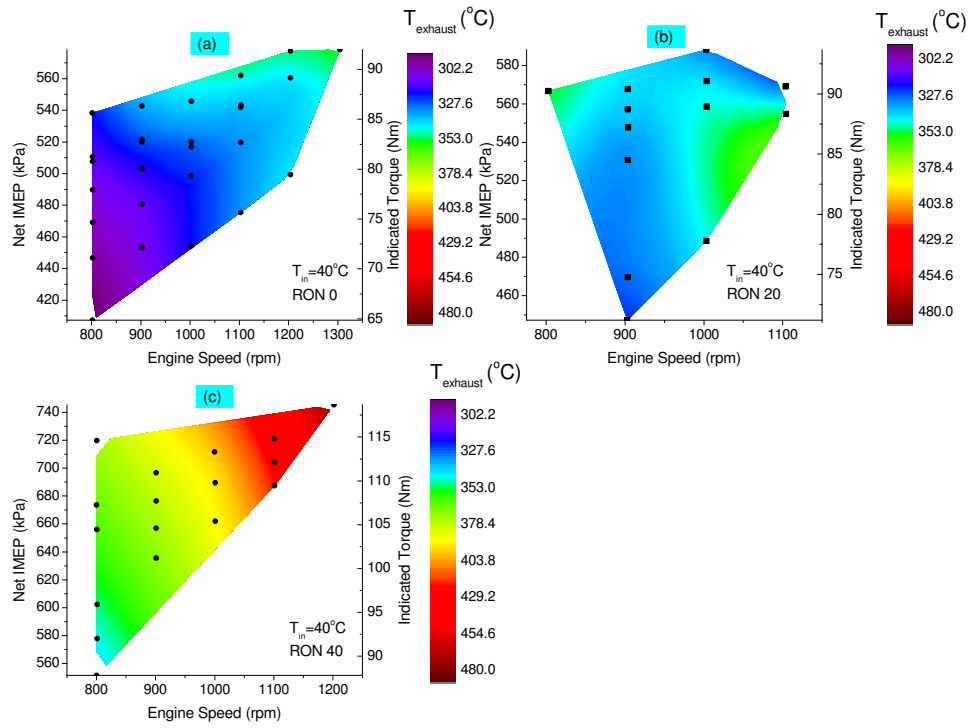 (a)
T_exhaust (°C)
Net IMEP (kPa)
560
540
520
500
480
460
440
420
90
85
80
75
70
65
Indicated Torque (Nm)
302.2
327.6
353.0
378.4
403.8
429.2
454.6
480.0
T_in=40°C
RON 0
800 900 1000 1100 1200 1300
Engine Speed (rpm)
(b)
T_exhaust (°C)
Net IMEP (kPa)
580
560
540
520
500
480
460
90
85
80
75
Indicated Torque (Nm)
302.2
327.6
353.0
378.4
403.8
429.2
454.6
480.0
T_in=40°C
RON 20
800 900 1000 1100
Engine Speed (rpm)
(c)
T_exhaust (°C)
Net IMEP (kPa)
740
720
700
680
660
640
620
600
580
560
115
110
105
100
95
90
Indicated Torque (Nm)
302.2
327.6
353.0
378.4
403.8
429.2
454.6
480.0
T_in=40°C
RON 40
800 900 1000 1100 1200
Engine Speed (rpm)